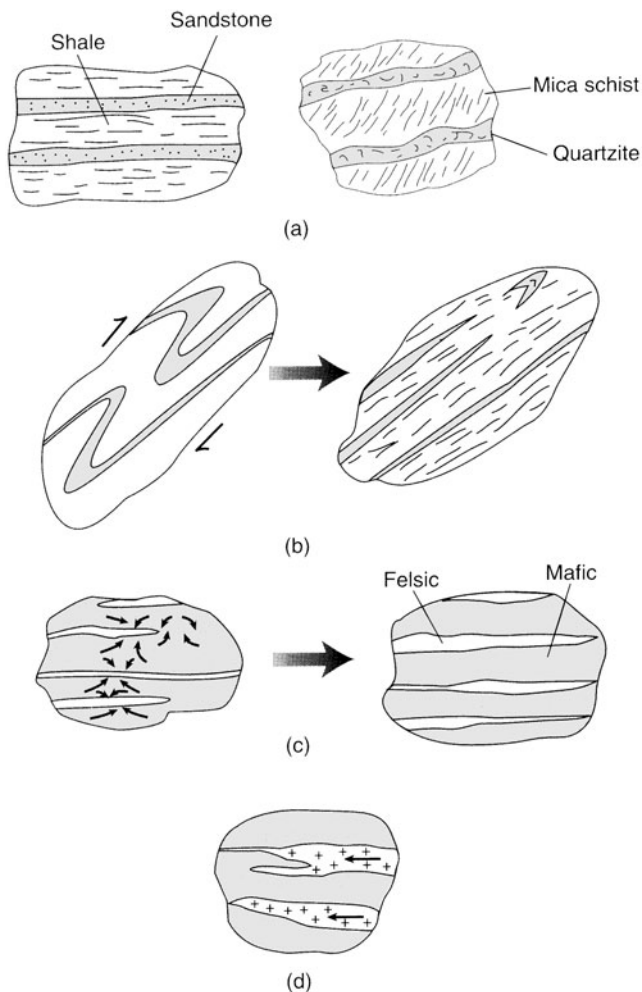 Sandstone
Shale
Mica schist
Quartzite
(a)
(b)
Felsic
Mafic
(c)
(d)